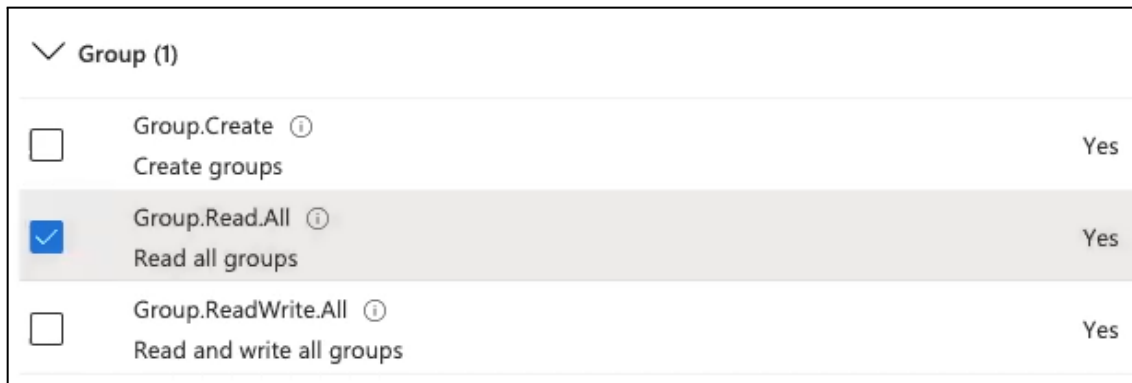 Group (1)
Group.Create
Create groups
Yes
Group.Read.All
Read all groups
Yes
Group.ReadWrite.All
Read and write all groups
Yes